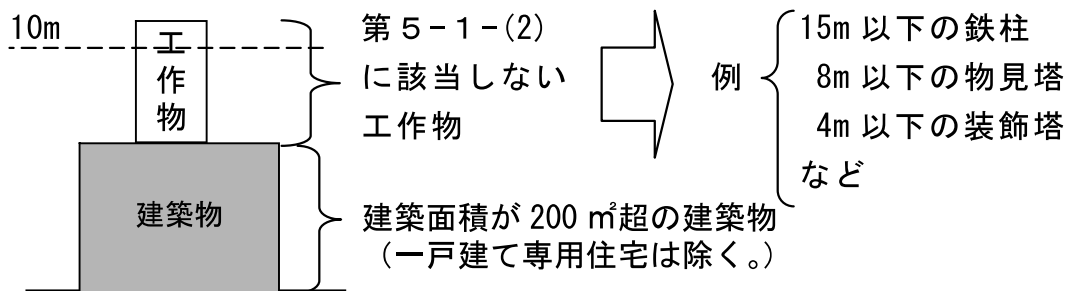 10m
工作物
第５−１−(2)
に該当しない
工作物
例
15m 以下の鉄柱
8m 以下の物見塔
4m 以下の装飾塔
など
建築物
建築面積が 200 ㎡超の建築物
（一戸建て専用住宅は除く。）